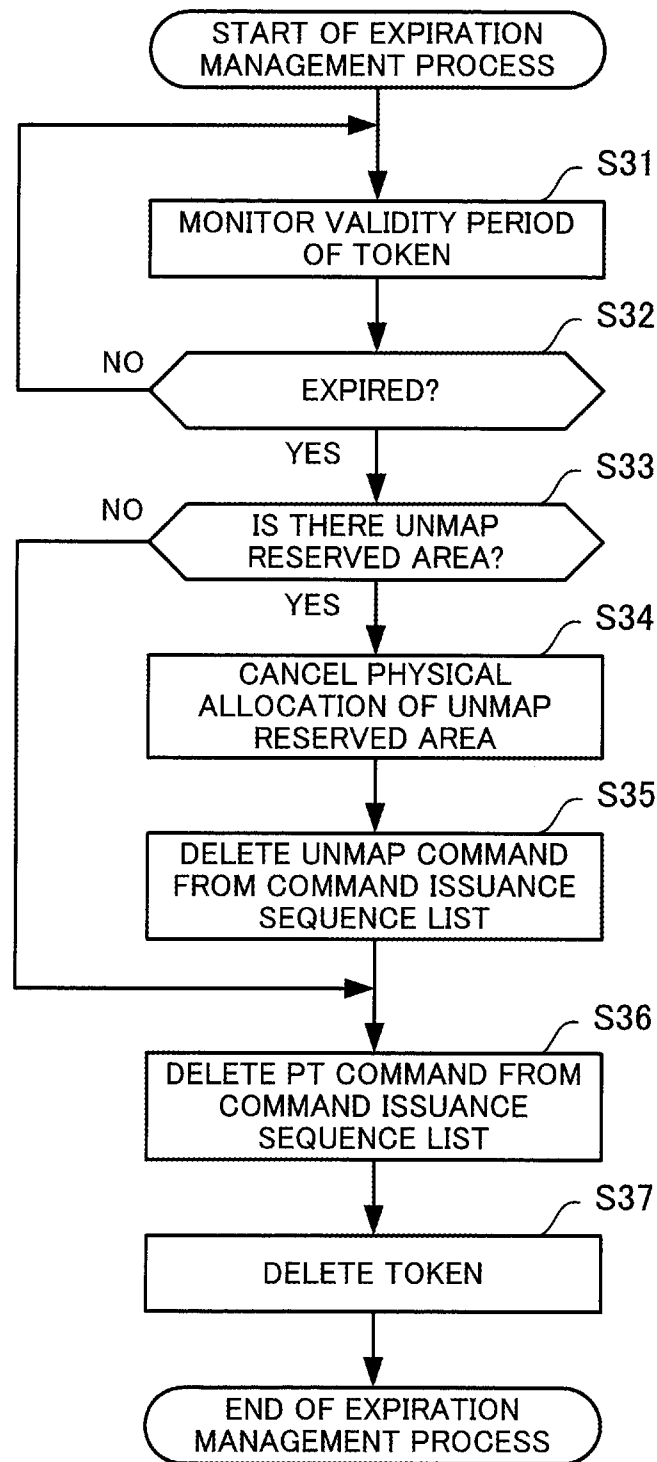 START OF EXPIRATION
MANAGEMENT PROCESS
S31
MONITOR VALIDITY PERIOD
OF TOKEN
S32
NO
EXPIRED?
YES
S33
NO
IS THERE UNMAP
RESERVED AREA?
YES
S34
CANCEL PHYSICAL
ALLOCATION OF UNMAP
RESERVED AREA
S35
DELETE UNMAP COMMAND
FROM COMMAND ISSUANCE
SEQUENCE LIST
S36
DELETE PT COMMAND FROM
COMMAND ISSUANCE
SEQUENCE LIST
S37
DELETE TOKEN
END OF EXPIRATION
MANAGEMENT PROCESS